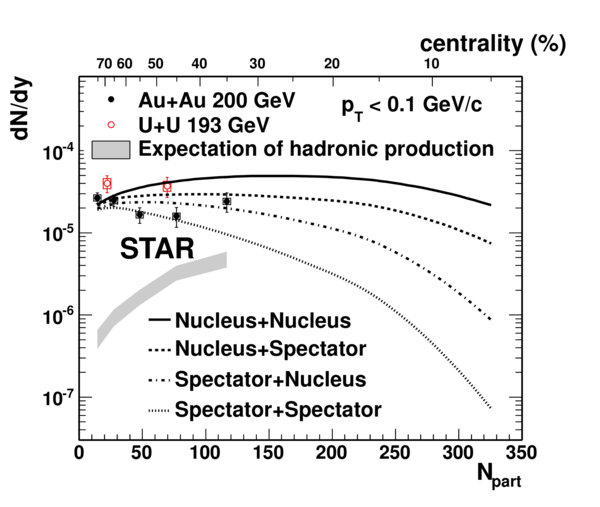 centrality (%)
70 60 50 40 30 20 10
dN/dy
Au+Au 200 GeV
p_T < 0.1 GeV/c
U+U 193 GeV
Expectation of hadronic production
10^-4
10^-5
STAR
10^-6
Nucleus+Nucleus
Nucleus+Spectator
Spectator+Nucleus
10^-7
Spectator+Spectator
0 50 100 150 200 250 300 350
N_part